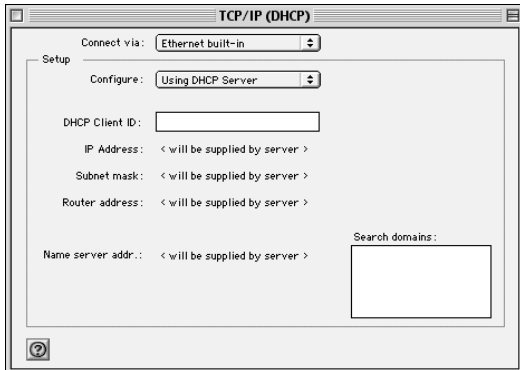 TCP/IP (DHCP)
Connect via: Ethernet built-in
Setup
Configure: Using DHCP Server
DHCP Client ID:
IP Address: < will be supplied by server >
Subnet mask: < will be supplied by server >
Router address: < will be supplied by server >
Search domains:
Name server addr.: < will be supplied by server >
?